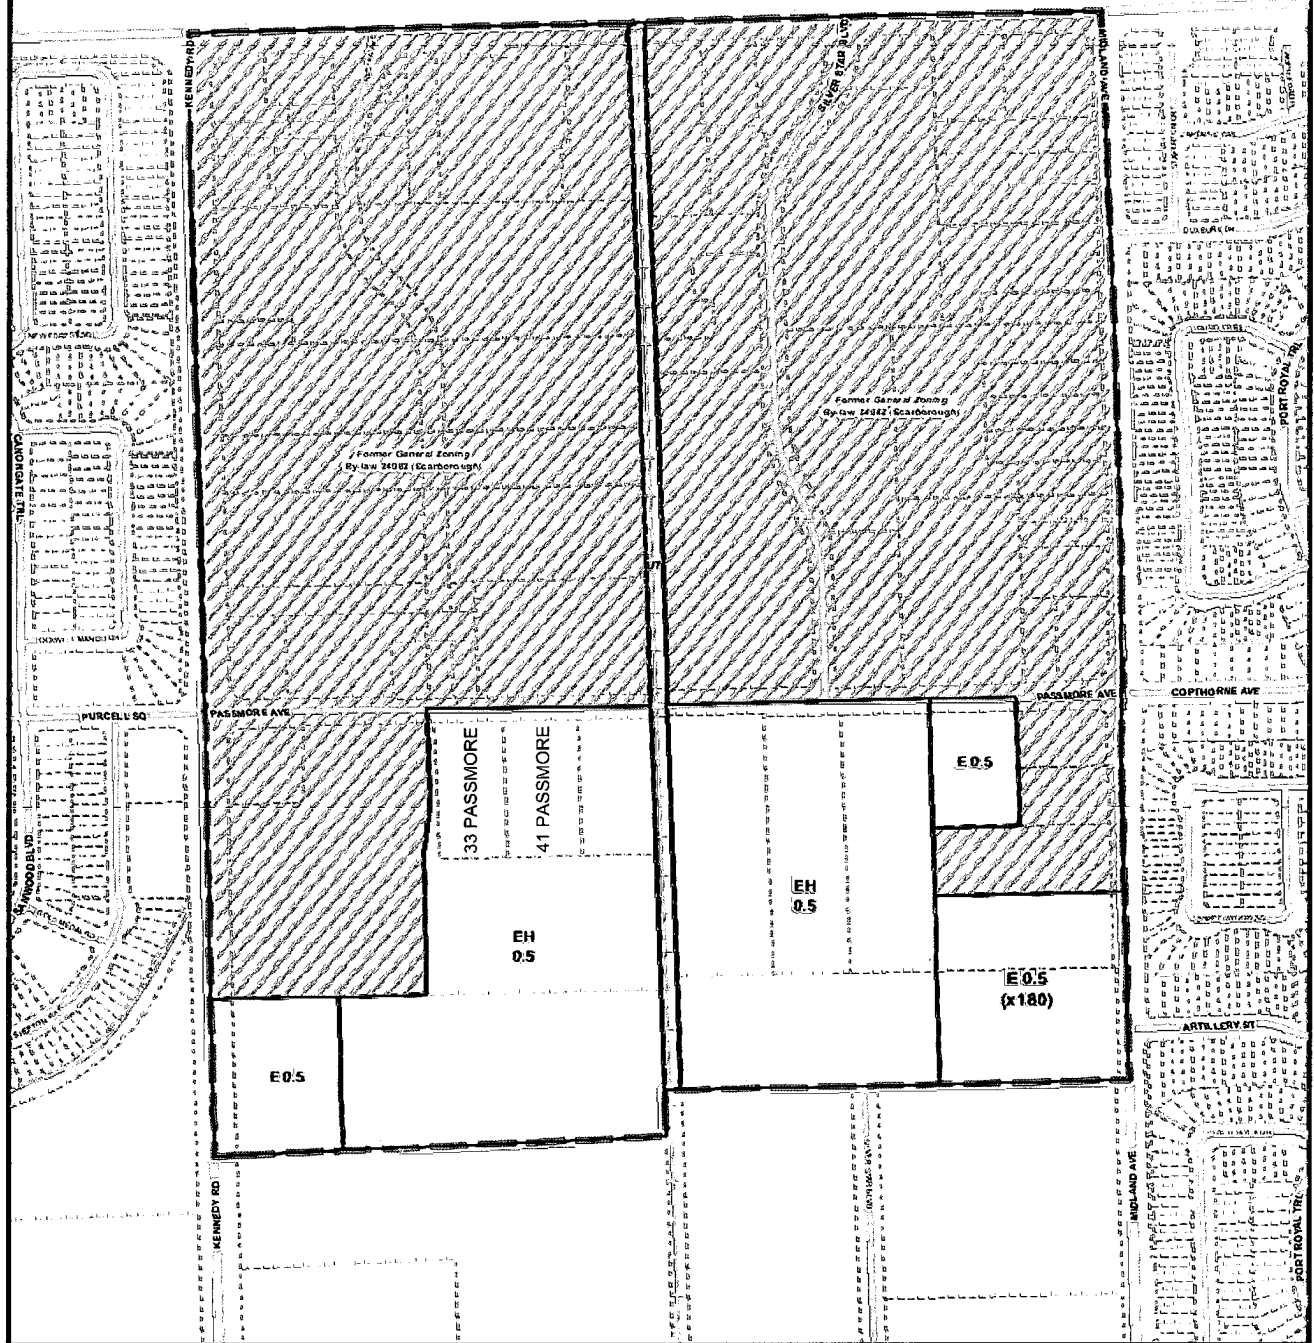 KENNEDY RD
SILVER STAR BLVD
MIDLAND AVE
PORT ROYAL TRL
Former General Zoning
By-law 24982 (Scarborough)
Former General Zoning
By-law 24982 (Scarborough)
CANONGATE TRL
UT
PURCELL SQ
PASSMORE AVE
PASSMORE AVE
COPTHORNE AVE
33 PASSMORE
41 PASSMORE
E 0.5
EH
0.5
EH
0.5
E 0.5
(x180)
ARTILLERY ST
E 0.5
KENNEDY RD
MIDLAND AVE
PORT ROYAL TRL